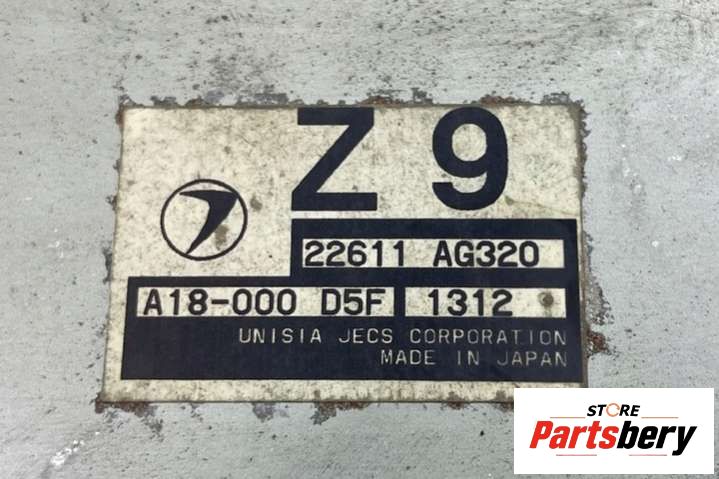 Z 9
22611 AG320
A18-000 D5F 1312
UNISIA JECS CORPORATION
MADE IN JAPAN
STORE
Partsbery